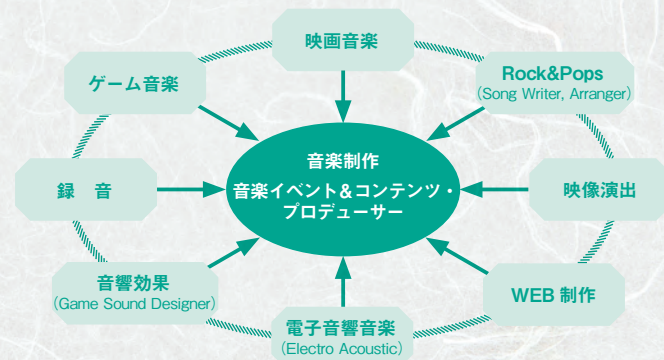 映画音楽
Rock&Pops
(Song Writer, Arranger)
映像演出
WEB 制作
電子音響音楽
(Electro Acoustic)
音響効果
(Game Sound Designer)
録　音
ゲーム音楽
音楽制作
音楽イベント＆コンテンツ・
プロデューサー